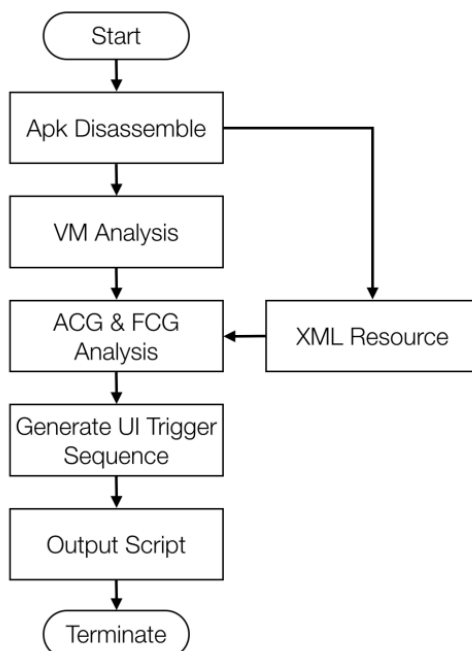 Start
Apk Disassemble
VM Analysis
ACG & FCG
Analysis
XML Resource
Generate UI Trigger
Sequence
Output Script
Terminate